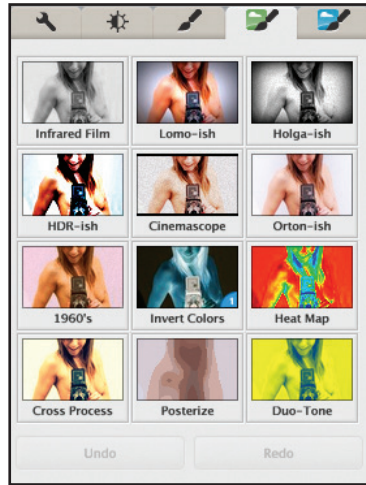 Infrared Film Lomo-ish Holga-ish
HDR-ish Cinemascope Orton-ish
1
1960's Invert Colors Heat Map
Cross Process Posterize Duo-Tone
Undo Redo